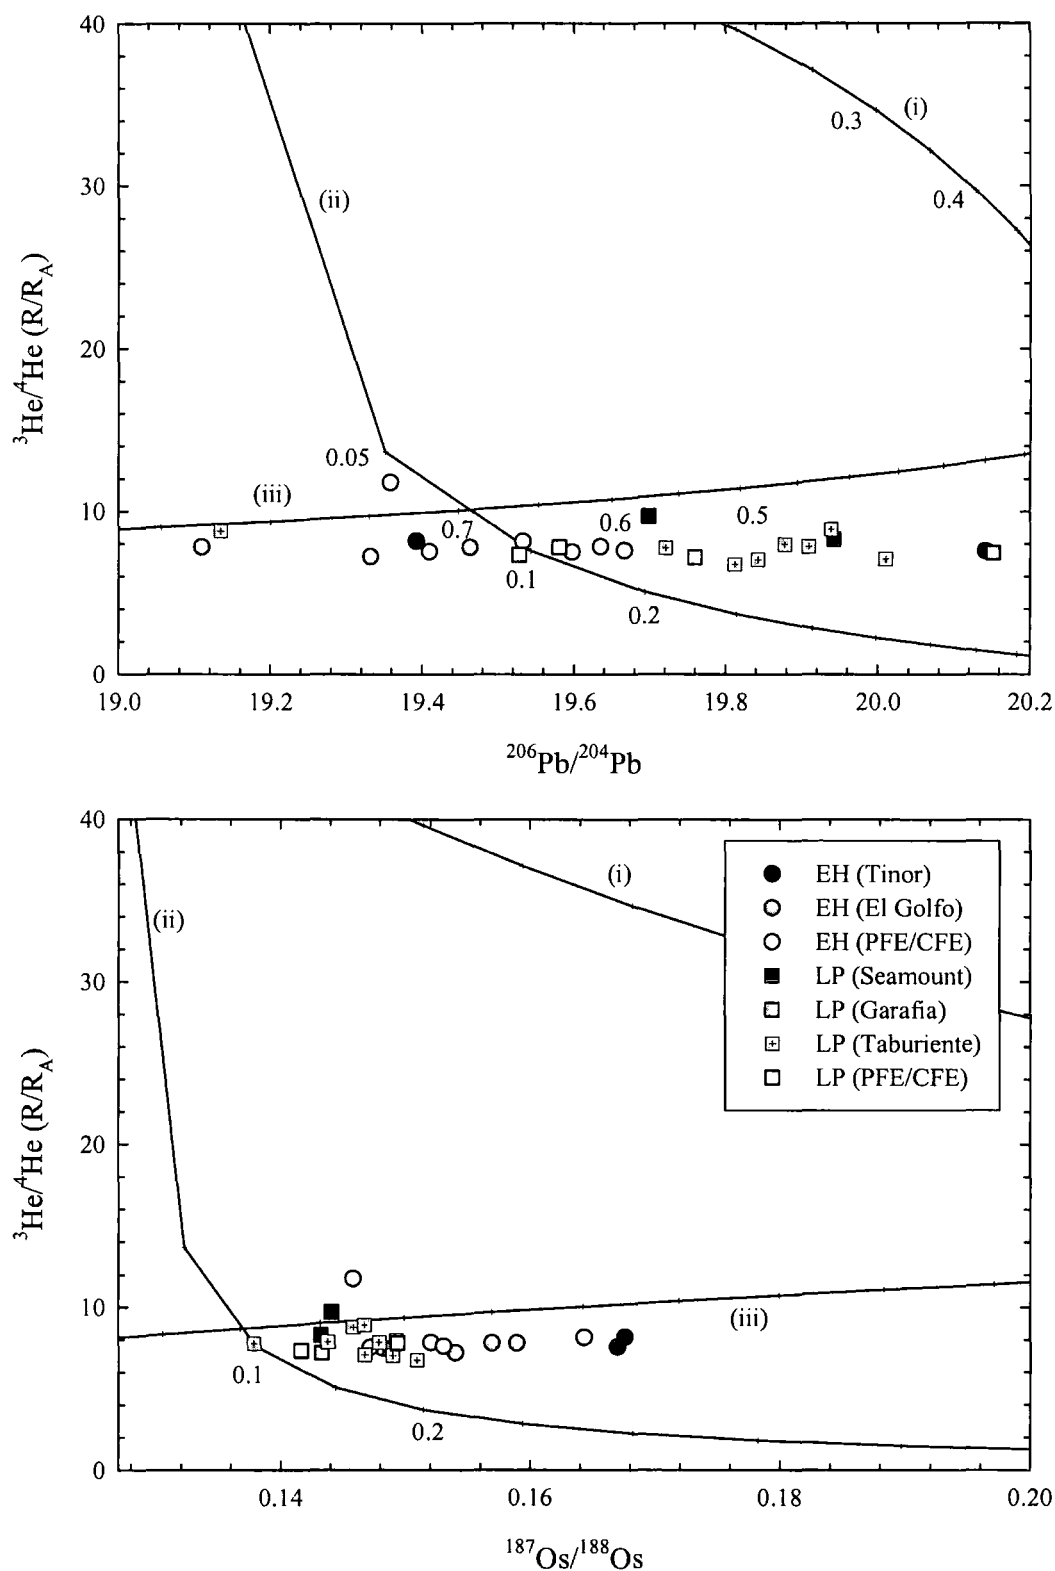 40
30
20
10
0
³He/⁴He (R/R_A)
(i)
0.3
0.4
(ii)
0.05
(iii)
0.7
0.6
0.5
0.1
0.2
19.0 19.2 19.4 19.6 19.8 20.0 20.2
²⁰⁶Pb/²⁰⁴Pb
40
30
20
10
0
³He/⁴He (R/R_A)
(i)
(ii)
EH (Tinor)
EH (El Golfo)
EH (PFE/CFE)
LP (Seamount)
LP (Garafia)
LP (Taburiente)
LP (PFE/CFE)
(iii)
0.1
0.2
0.14 0.16 0.18 0.20
¹⁸⁷Os/¹⁸⁸Os